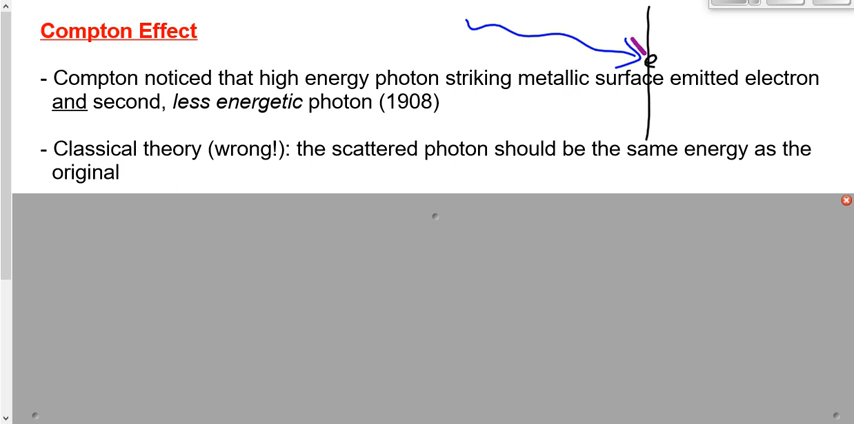 Compton Effect
- Compton noticed that high energy photon striking metallic surface emitted electron
and second, less energetic photon (1908)
- Classical theory (wrong!): the scattered photon should be the same energy as the
original
e